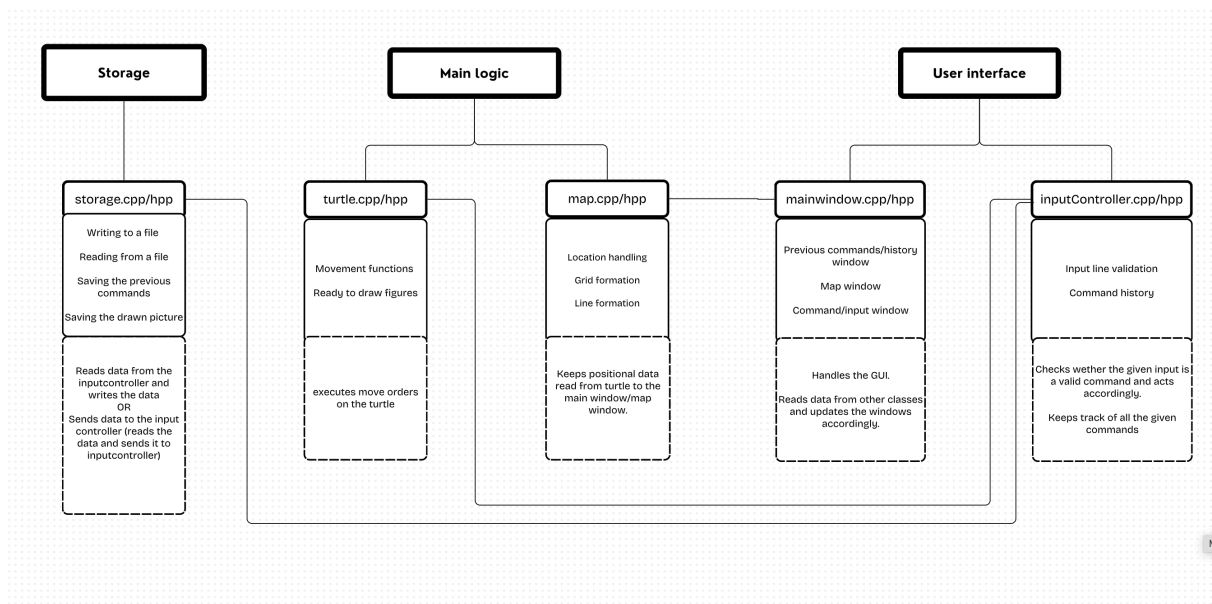 Storage
Main logic
User interface
storage.cpp/hpp
Writing to a file
Reading from a file
Saving the previous
commands
Saving the drawn picture
Reads data from the
inputcontroller and
writes the data
OR
Sends data to the input
controller (reads the
data and sends it to
inputcontroller)
turtle.cpp/hpp
Movement functions
Ready to draw figures
executes move orders
on the turtle
map.cpp/hpp
Location handling
Grid formation
Line formation
Keeps positional data
read from turtle to the
main window/map
window.
mainwindow.cpp/hpp
Previous commands/history
window
Map window
Command/input window
Handles the GUI.
Reads data from other classes
and updates the windows
accordingly.
inputController.cpp/hpp
Input line validation
Command history
Checks wether the given input is
a valid command and acts
accordingly.
Keeps track of all the given
commands